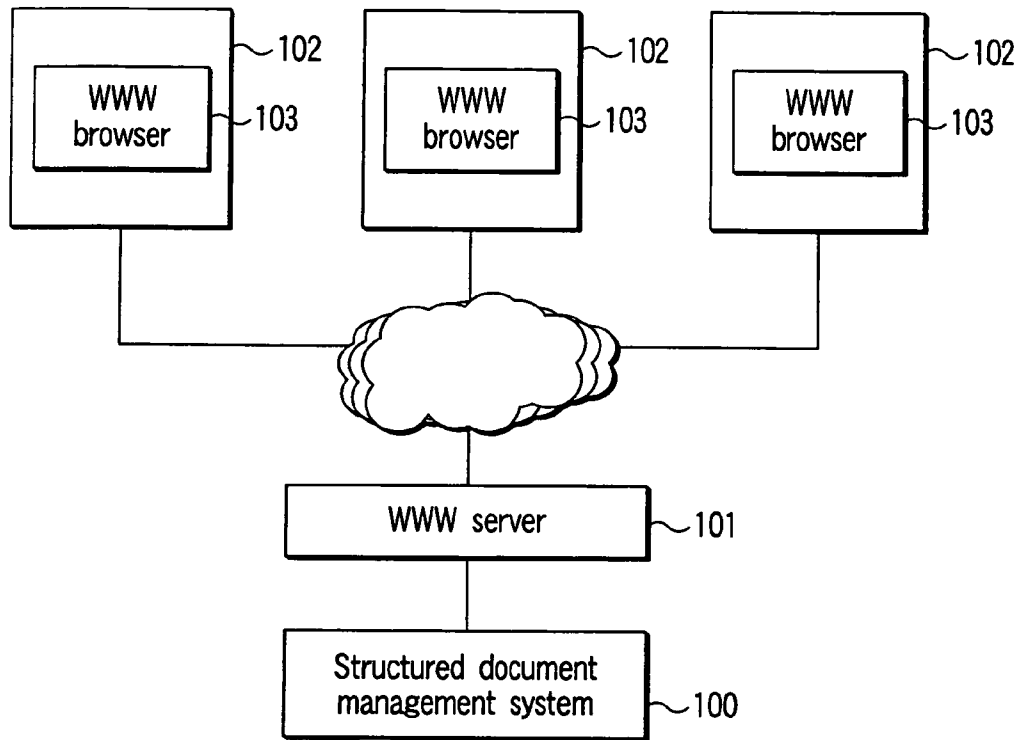 102
WWW
browser
103
102
WWW
browser
103
102
WWW
browser
103
WWW server
101
Structured document
management system
100